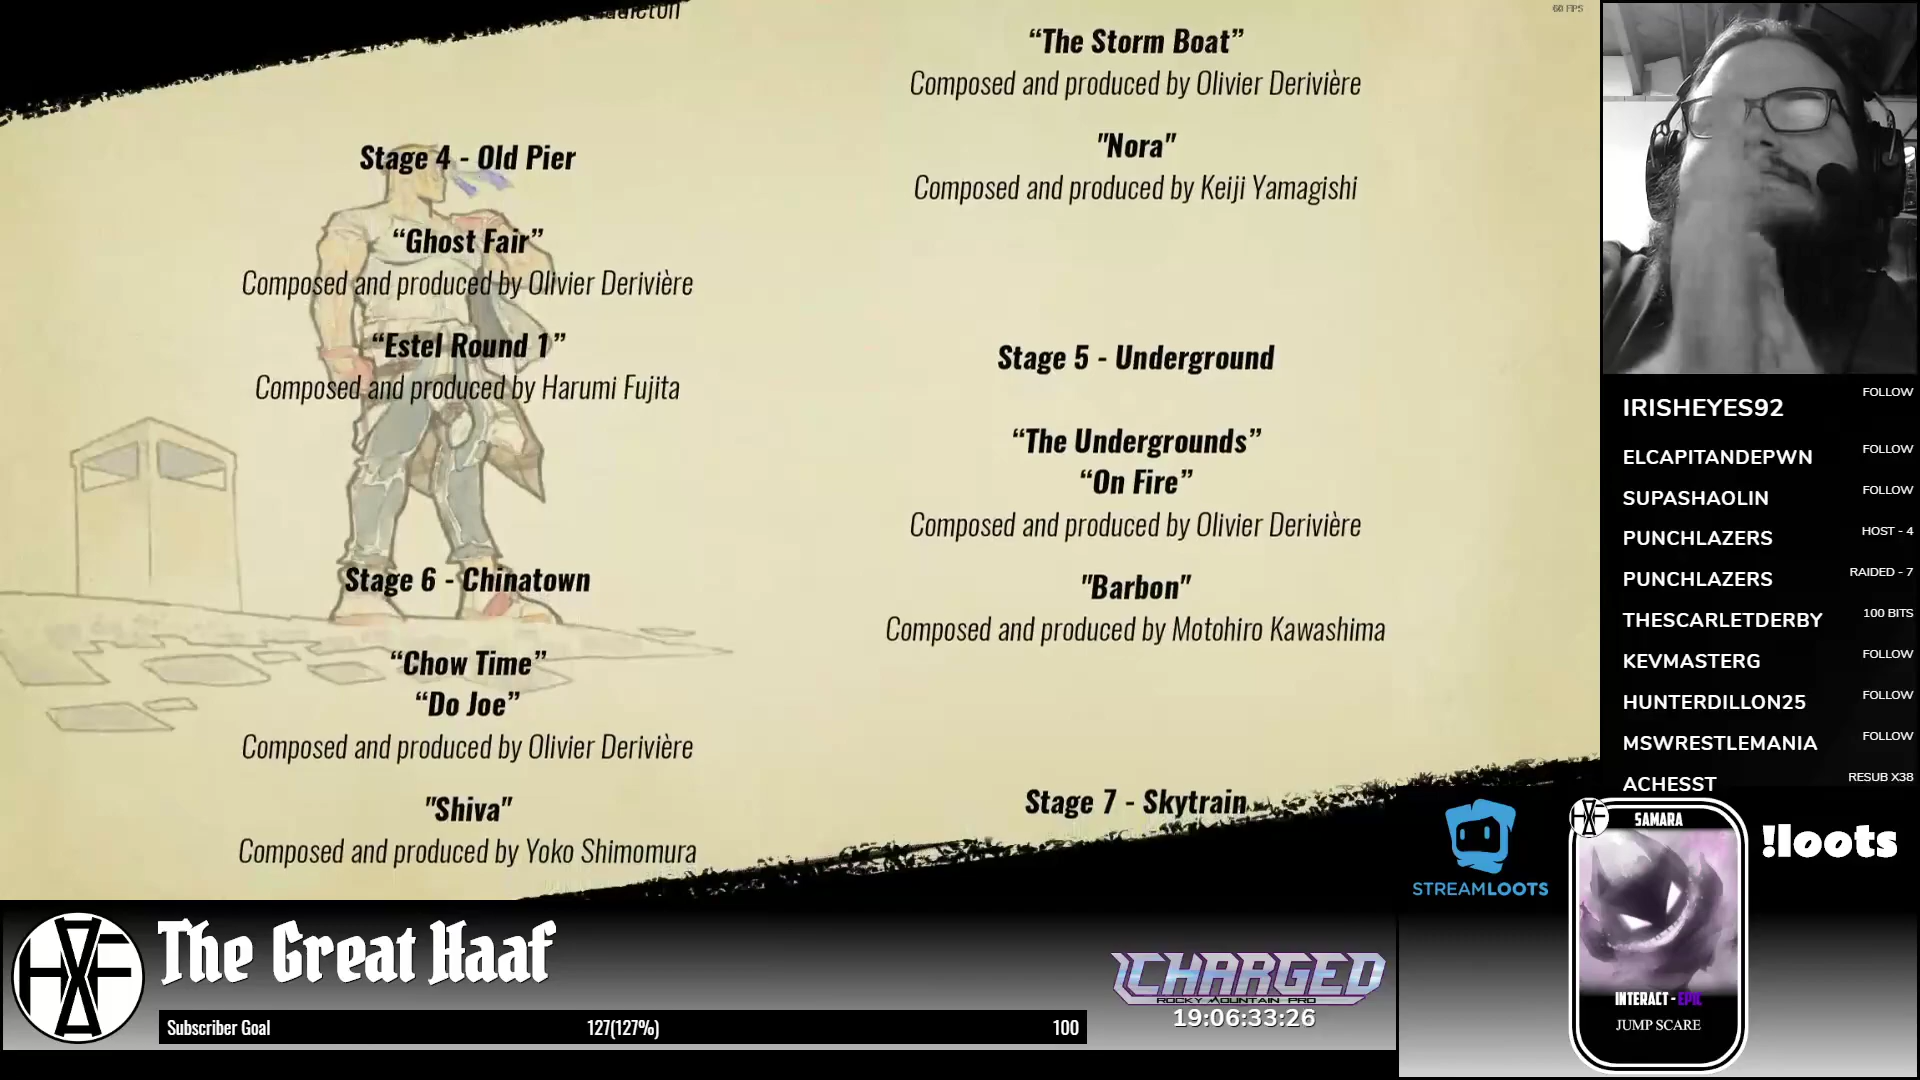 60 FPS
“The Storm Boat”
Composed and produced by Olivier Derivière
"Nora"
Composed and produced by Keiji Yamagishi
Stage 4 - Old Pier
“Ghost Fair”
Composed and produced by Olivier Derivière
“Estel Round 1”
Composed and produced by Harumi Fujita
Stage 5 - Underground
“The Undergrounds”
“On Fire”
Composed and produced by Olivier Derivière
"Barbon"
Composed and produced by Motohiro Kawashima
Stage 6 - Chinatown
“Chow Time”
“Do Joe”
Composed and produced by Olivier Derivière
"Shiva"
Composed and produced by Yoko Shimomura
Stage 7 - Skytrain
IRISHEYES92 FOLLOW
ELCAPITANDEPWN FOLLOW
SUPASHAOLIN FOLLOW
PUNCHLAZERS HOST - 4
PUNCHLAZERS RAIDED - 7
THESCARLETDERBY 100 BITS
KEVMASTERG FOLLOW
HUNTERDILLON25 FOLLOW
MSWRESTLEMANIA FOLLOW
ACHESST RESUB X38
STREAMLOOTS
SAMARA
INTERACT - EPIC
JUMP SCARE
!loots
HXF
The Great Haaf
Subscriber Goal 127(127%) 100
CHARGED
ROCKY MOUNTAIN PRO
19:06:33:26